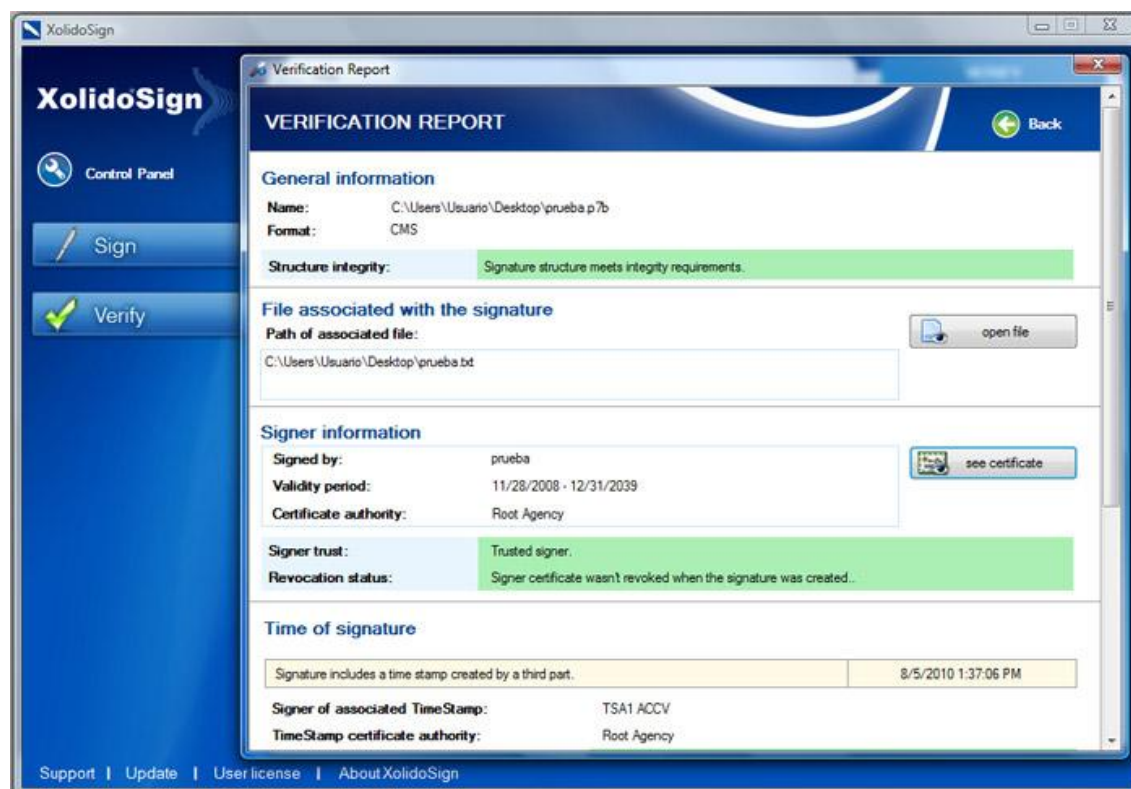 XolidoSign
Verification Report
XolidoSign
VERIFICATION REPORT
Back
Control Panel
Sign
Verify
General information
Name: C:\Users\Usuario\Desktop\prueba.p7b
Format: CMS
Structure integrity: Signature structure meets integrity requirements.
File associated with the signature
Path of associated file:
open file
C:\Users\Usuario\Desktop\prueba.txt
Signer information
Signed by: prueba
see certificate
Validity period: 11/28/2008 - 12/31/2039
Certificate authority: Root Agency
Signer trust: Trusted signer.
Revocation status: Signer certificate wasn't revoked when the signature was created..
Time of signature
Signature includes a time stamp created by a third part. 8/5/2010 1:37:06 PM
Signer of associated TimeStamp: TSA1 ACCV
TimeStamp certificate authority: Root Agency
Support | Update | User license | About XolidoSign